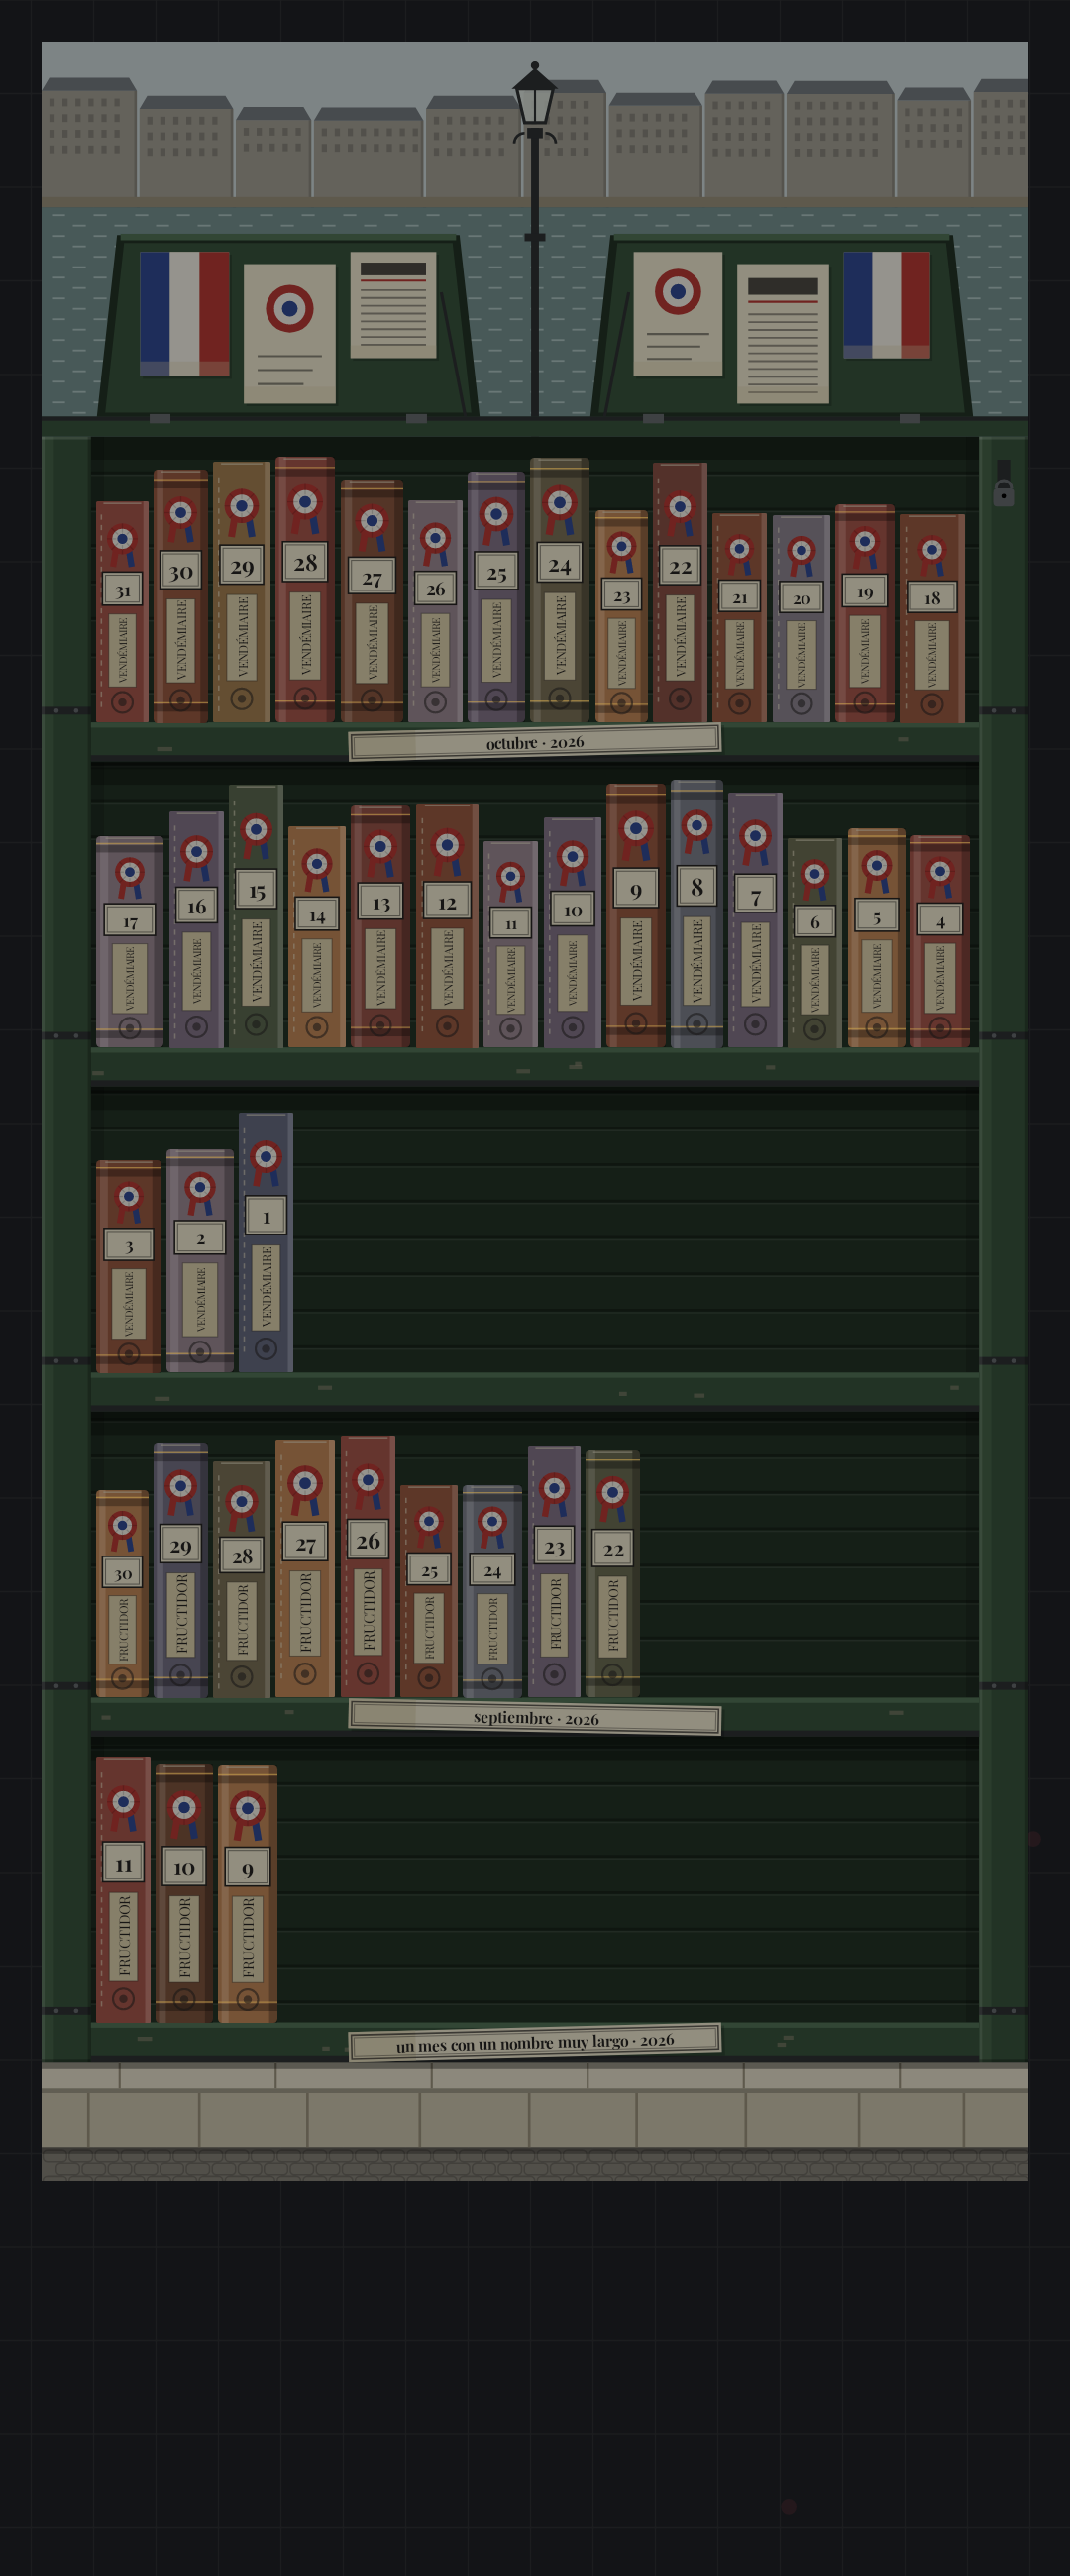 31 30 29 28 27 26 25 24 23 22 21 20 19 18
VENDÉMIAIRE VENDÉMIAIRE VENDÉMIAIRE VENDÉMIAIRE VENDÉMIAIRE VENDÉMIAIRE VENDÉMIAIRE VENDÉMIAIRE VENDÉMIAIRE VENDÉMIAIRE VENDÉMIAIRE VENDÉMIAIRE VENDÉMIAIRE VENDÉMIAIRE
octubre · 2026
17 16 15 14 13 12 11 10 9 8 7 6 5 4
VENDÉMIAIRE VENDÉMIAIRE VENDÉMIAIRE VENDÉMIAIRE VENDÉMIAIRE VENDÉMIAIRE VENDÉMIAIRE VENDÉMIAIRE VENDÉMIAIRE VENDÉMIAIRE VENDÉMIAIRE VENDÉMIAIRE VENDÉMIAIRE VENDÉMIAIRE
3 2 1
VENDÉMIAIRE VENDÉMIAIRE VENDÉMIAIRE
30 29 28 27 26 25 24 23 22
FRUCTIDOR FRUCTIDOR FRUCTIDOR FRUCTIDOR FRUCTIDOR FRUCTIDOR FRUCTIDOR FRUCTIDOR FRUCTIDOR
septiembre · 2026
11 10 9
FRUCTIDOR FRUCTIDOR FRUCTIDOR
un mes con un nombre muy largo · 2026